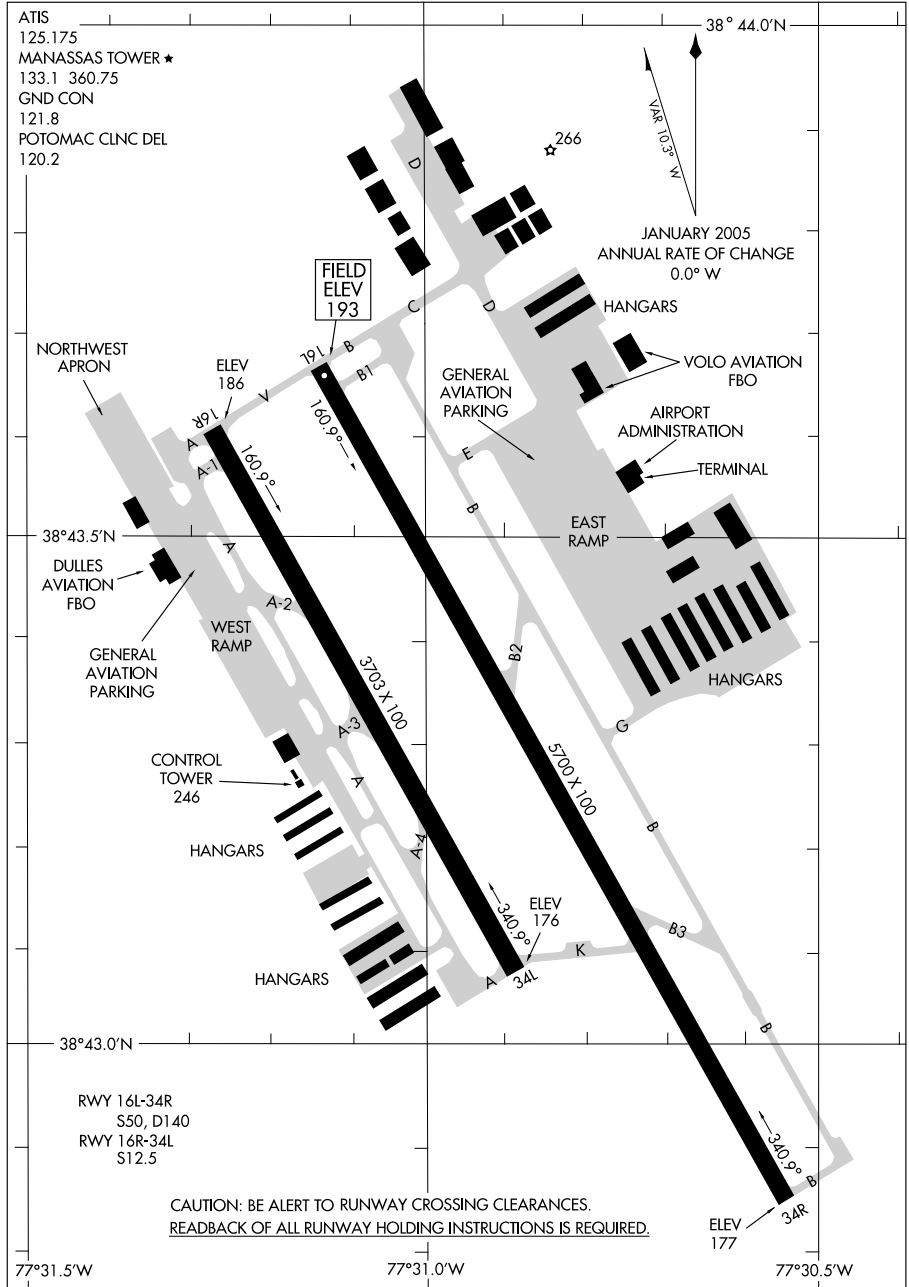 ATIS
125.175
MANASSAS TOWER ★
133.1 360.75
GND CON
121.8
POTOMAC CLNC DEL
120.2
38° 44.0'N
VAR 10.3° W
JANUARY 2005
ANNUAL RATE OF CHANGE
0.0° W
266
D
FIELD
ELEV
193
C
D
HANGARS
16L
B
B1
NORTHWEST
APRON
ELEV
186
V
160.9°
VOLO AVIATION
FBO
GENERAL
AVIATION
PARKING
16R
A
A-1
160.9°
AIRPORT
ADMINISTRATION
TERMINAL
E
B
38°43.5'N
A
EAST
RAMP
DULLES
AVIATION
FBO
A-2
WEST
RAMP
B2
GENERAL
AVIATION
PARKING
3703 X 100
HANGARS
G
A-3
5700 X 100
CONTROL
TOWER
246
A
B
A-4
HANGARS
340.9°
ELEV
176
B3
K
HANGARS
A
34L
B
38°43.0'N
RWY 16L-34R
S50, D140
RWY 16R-34L
S12.5
340.9°
B
34R
ELEV
177
CAUTION: BE ALERT TO RUNWAY CROSSING CLEARANCES.
READBACK OF ALL RUNWAY HOLDING INSTRUCTIONS IS REQUIRED.
77°31.5'W
77°31.0'W
77°30.5'W